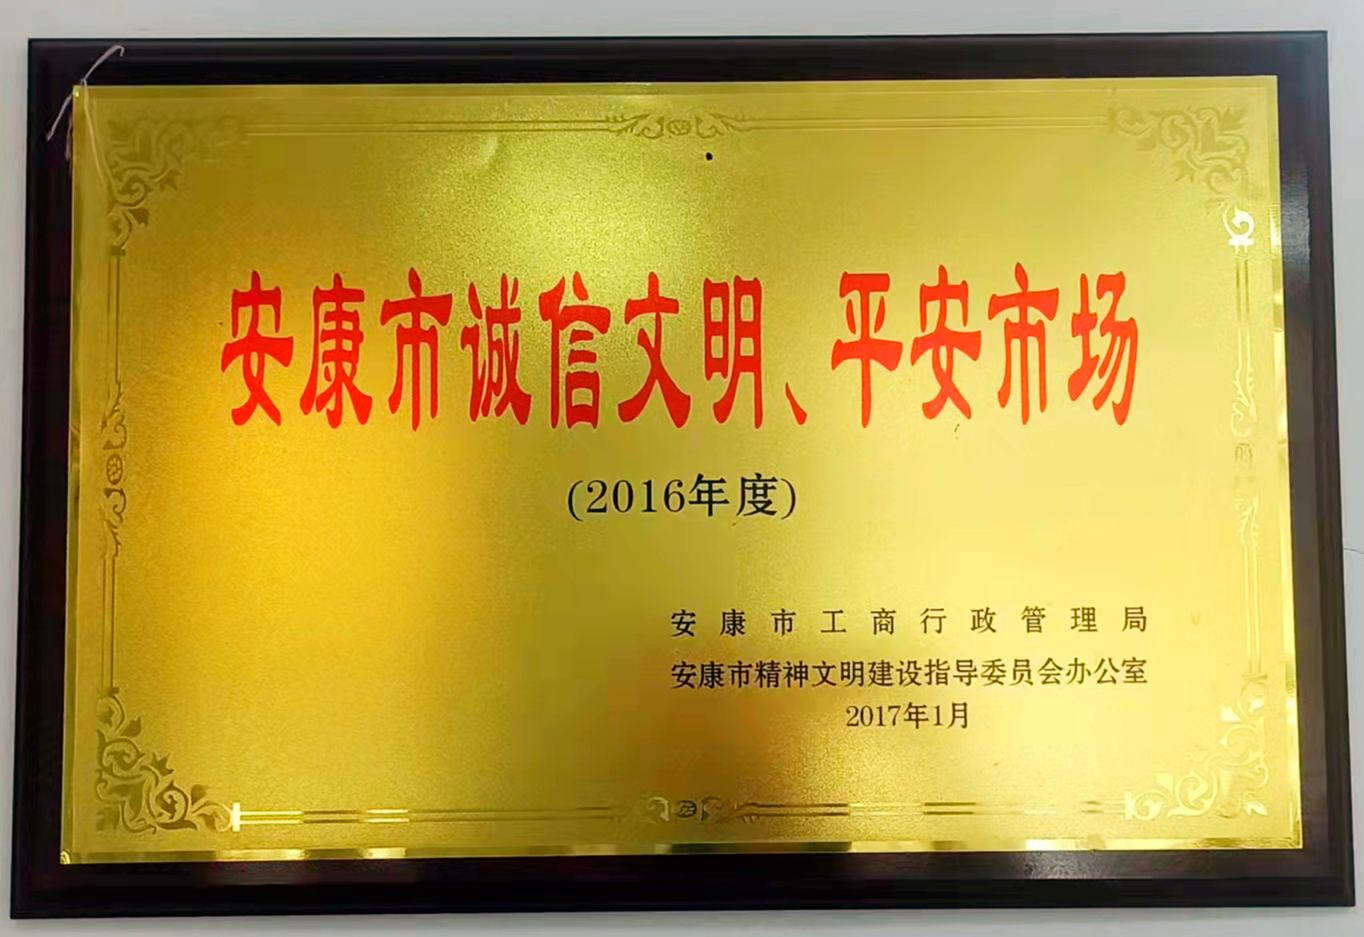 安康市诚信文明、平安市场
(2016年度)
安康市工商行政管理局
安康市精神文明建设指导委员会办公室
2017年1月